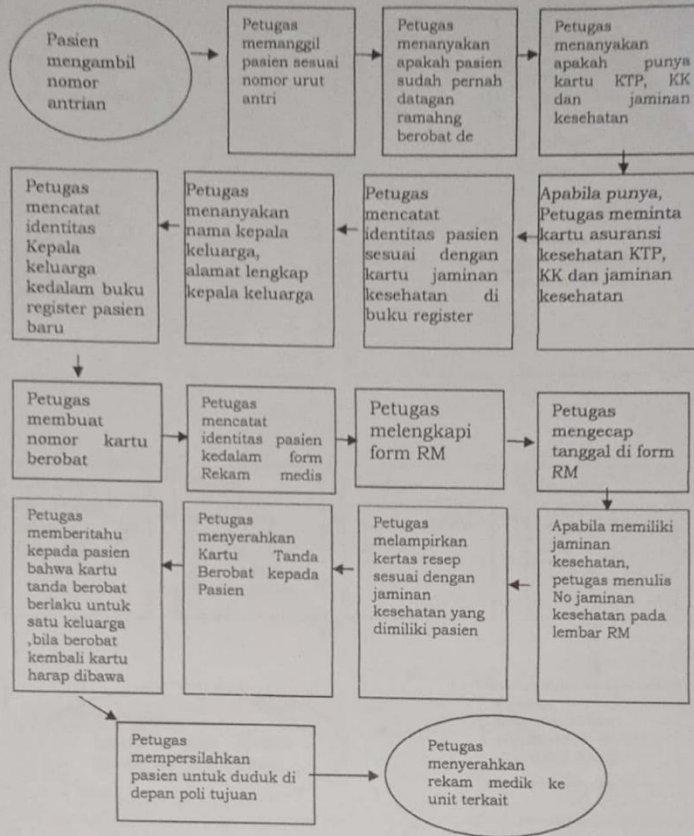 Pasien
mengambil
nomor
antrian
Petugas
memanggil
pasien sesuai
nomor urut
antri
Petugas
menanyakan
apakah pasien
sudah pernah
datagan
ramahng
berobat de
Petugas
menanyakan
apakah punya
kartu KTP, KK
dan jaminan
kesehatan
Apabila punya,
Petugas meminta
kartu asuransi
kesehatan KTP,
KK dan jaminan
kesehatan
Petugas
mencatat
identitas pasien
sesuai dengan
kartu jaminan
kesehatan di
buku register
Petugas
menanyakan
nama kepala
keluarga,
alamat lengkap
kepala keluarga
Petugas
mencatat
identitas
Kepala
keluarga
kedalam buku
register pasien
baru
Petugas
membuat
nomor kartu
berobat
Petugas
mencatat
identitas pasien
kedalam form
Rekam medis
Petugas
melengkapi
form RM
Petugas
mengecap
tanggal di form
RM
Apabila memiliki
jaminan
kesehatan,
petugas menulis
No jaminan
kesehatan pada
lembar RM
Petugas
melampirkan
kertas resep
sesuai dengan
jaminan
kesehatan yang
dimiliki pasien
Petugas
menyerahkan
Kartu Tanda
Berobat kepada
Pasien
Petugas
memberitahu
kepada pasien
bahwa kartu
tanda berobat
berlaku untuk
satu keluarga
,bila berobat
kembali kartu
harap dibawa
Petugas
mempersilahkan
pasien untuk duduk di
depan poli tujuan
Petugas
menyerahkan
rekam medik ke
unit terkait